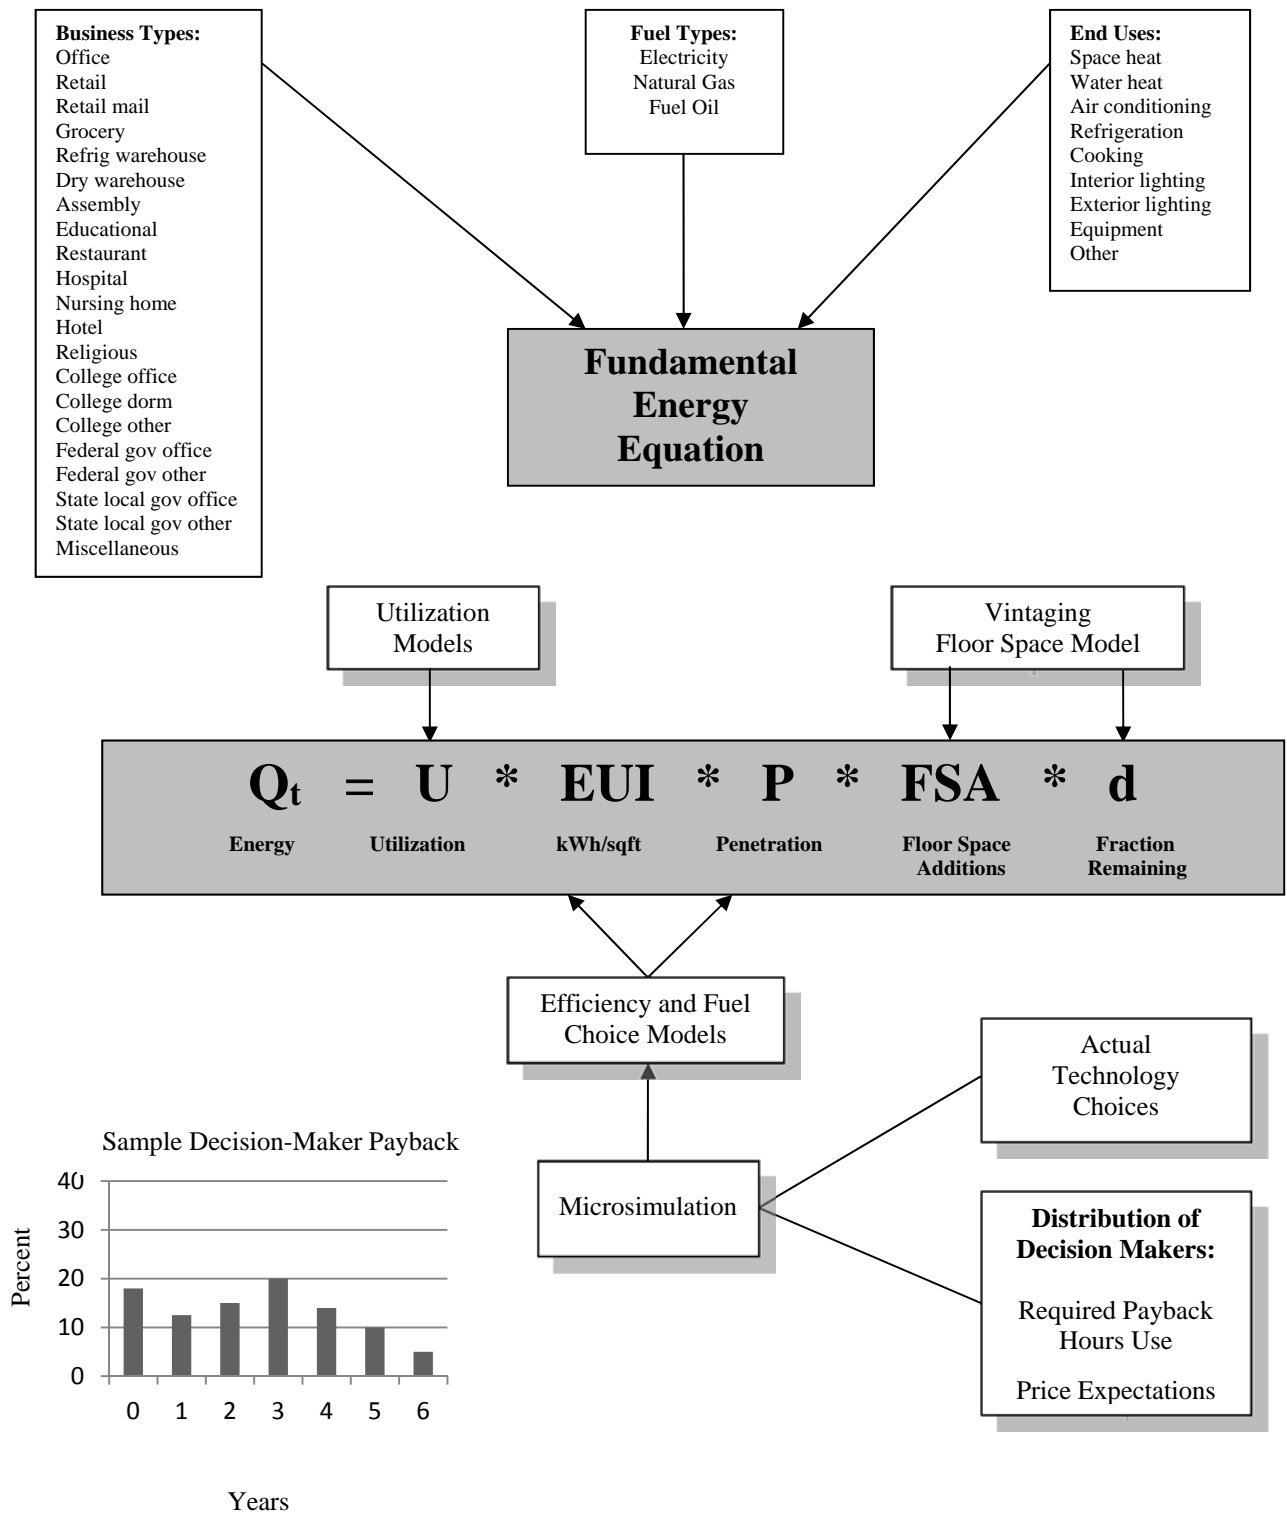 Business Types:
Office
Retail
Retail mail
Grocery
Refrig warehouse
Dry warehouse
Assembly
Educational
Restaurant
Hospital
Nursing home
Hotel
Religious
College office
College dorm
College other
Federal gov office
Federal gov other
State local gov office
State local gov other
Miscellaneous
Fuel Types:
Electricity
Natural Gas
Fuel Oil
End Uses:
Space heat
Water heat
Air conditioning
Refrigeration
Cooking
Interior lighting
Exterior lighting
Equipment
Other
Fundamental
Energy
Equation
Utilization
Models
Vintaging
Floor Space Model
Qt = U * EUI * P * FSA * d
Energy Utilization kWh/sqft Penetration Floor Space Fraction
Additions Remaining
Efficiency and Fuel
Choice Models
Microsimulation
Actual
Technology
Choices
Distribution of
Decision Makers:
Required Payback
Hours Use
Price Expectations
Sample Decision-Maker Payback
Percent
40
30
20
10
0
0 1 2 3 4 5 6
Years